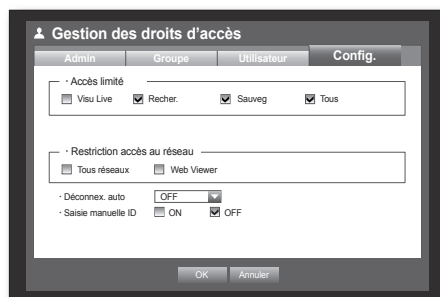 Gestion des droits d'accès
Admin Groupe Utilisateur Config.
· Accès limité
Visu Live Recher. Sauveg Tous
· Restriction accès au réseau
Tous réseaux Web Viewer
· Déconnex. auto OFF
· Saisie manuelle ID ON OFF
OK Annuler